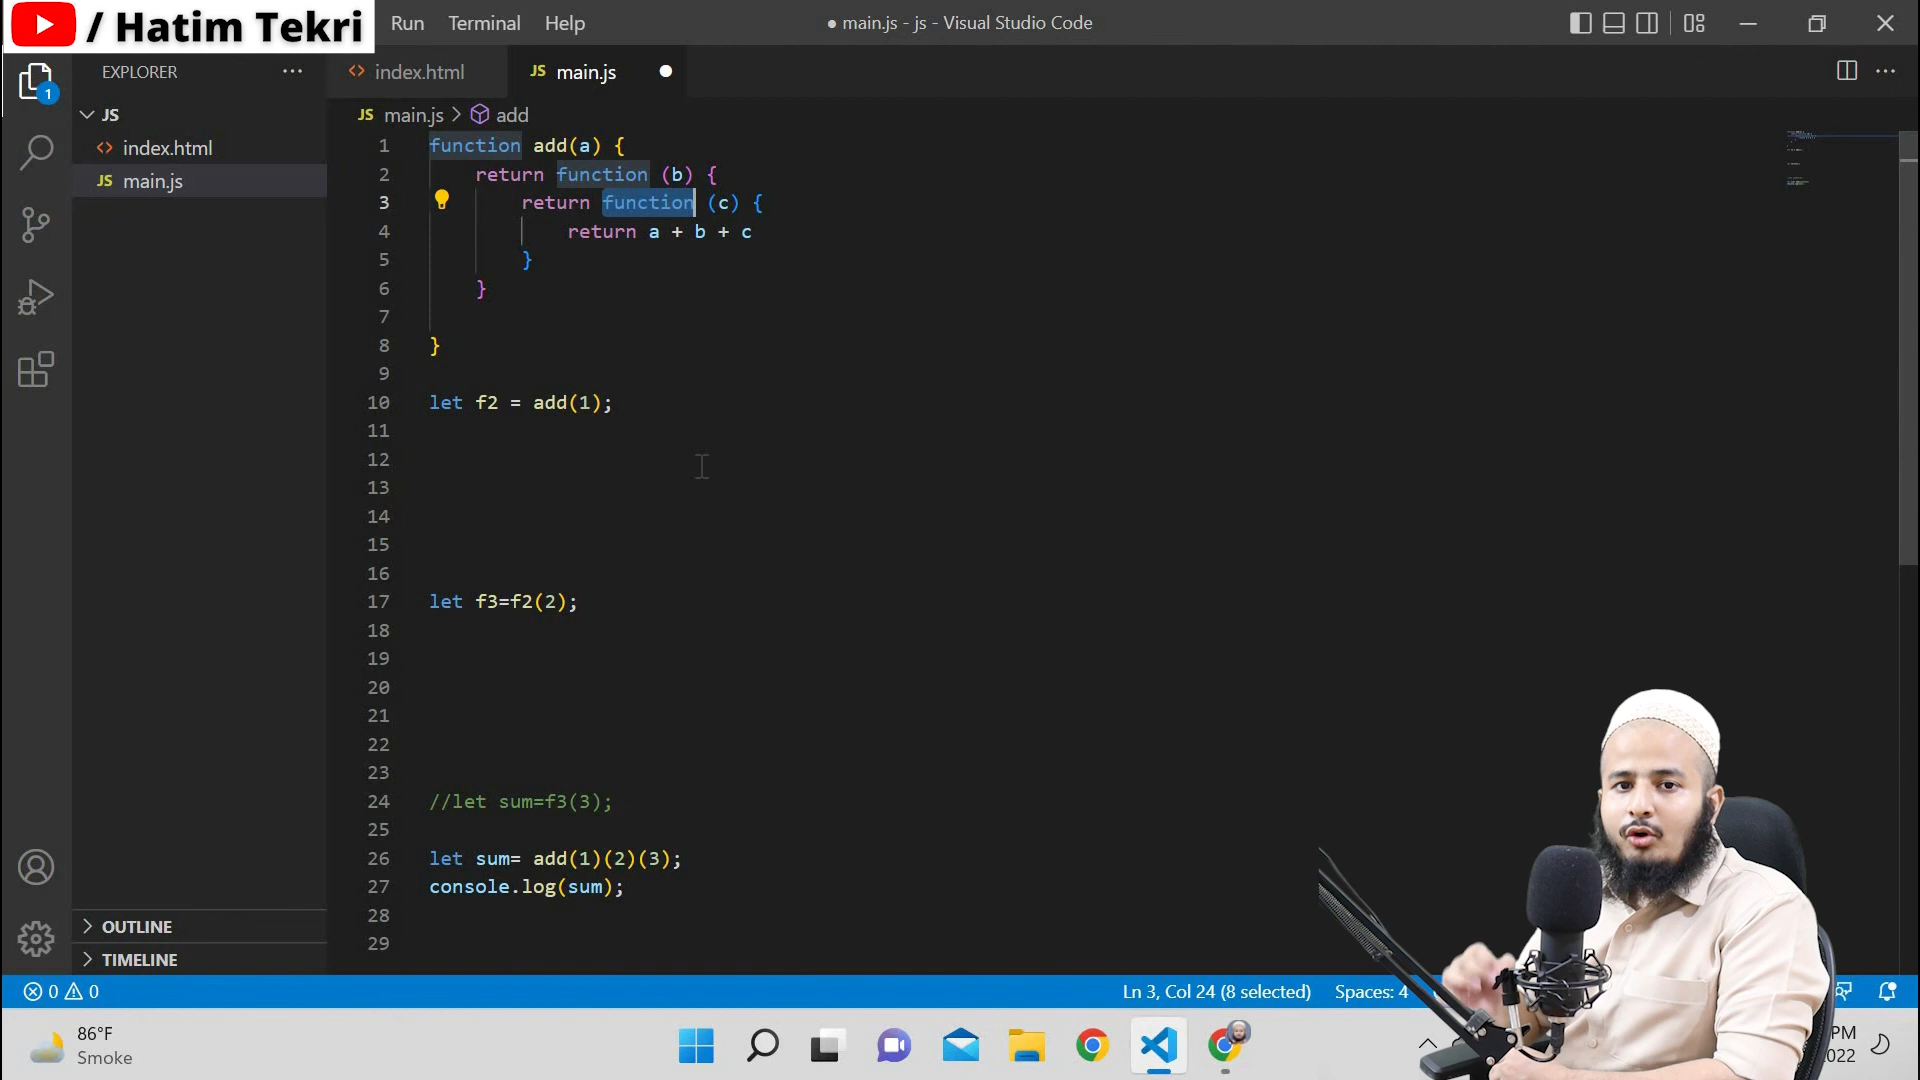 / Hatim Tekri
Run Terminal Help
● main.js - js - Visual Studio Code
EXPLORER
index.html
JS main.js
1
JS
index.html
JS main.js
JS main.js > add
1 function add(a) {
2 return function (b) {
3 return function (c) {
4 return a + b + c
5 }
6 }
7
8 }
9
10 let f2 = add(1);
11
12
13
14
15
16
17 let f3=f2(2);
18
19
20
21
22
23
24 //let sum=f3(3);
25
26 let sum= add(1)(2)(3);
27 console.log(sum);
28
29
OUTLINE
TIMELINE
0 0
Ln 3, Col 24 (8 selected) Spaces: 4
86°F
Smoke
PM
2022